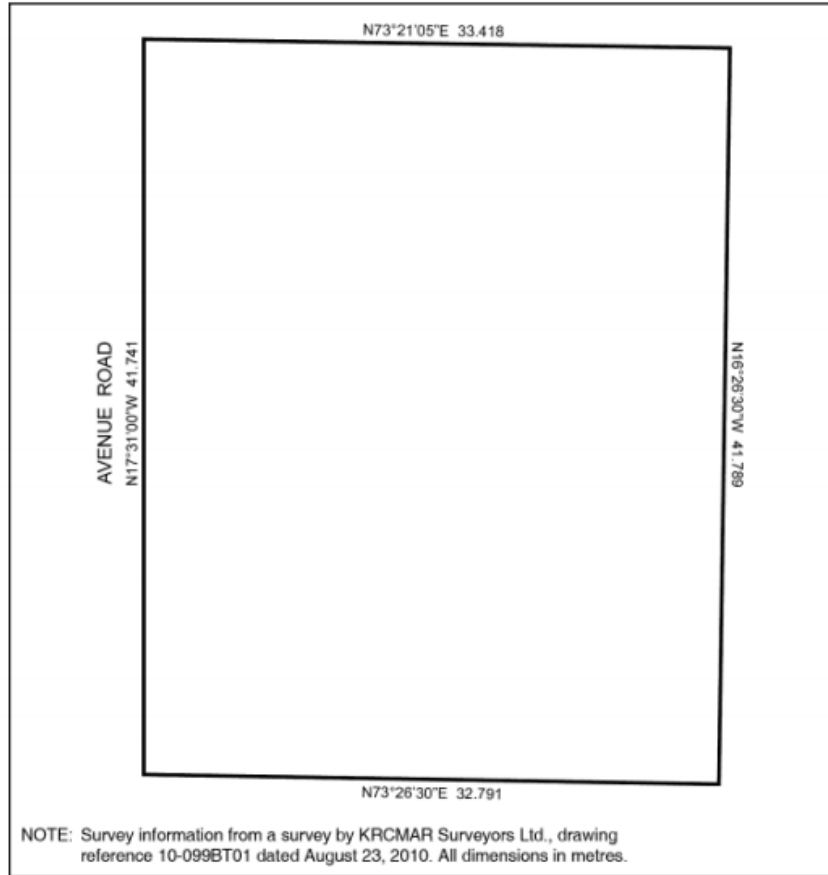 N73°21'05"E 33.418
AVENUE ROAD
N17°31'00"W 41.741
N16°26'30"W 41.789
N73°26'30"E 32.791
NOTE: Survey information from a survey by KRCMAR Surveyors Ltd., drawing
reference 10-099BT01 dated August 23, 2010. All dimensions in metres.